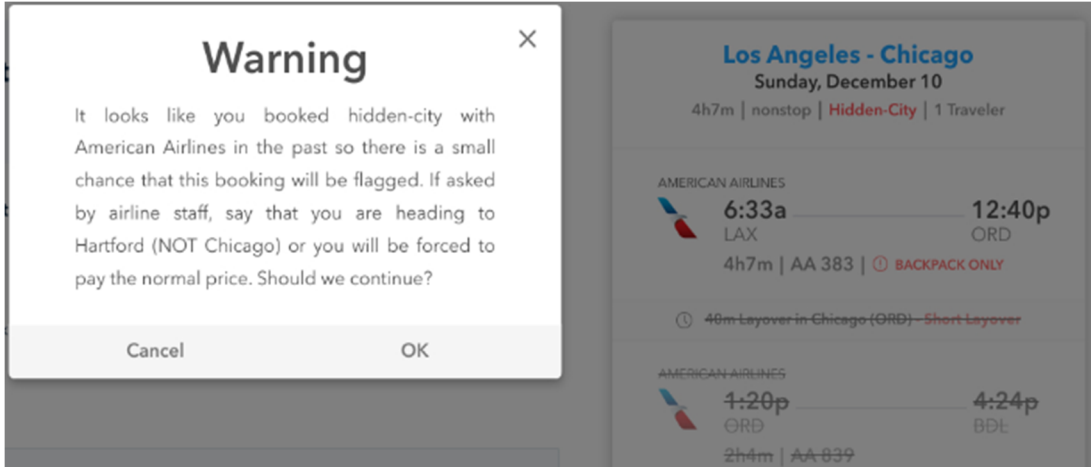 Warning
It looks like you booked hidden-city with
American Airlines in the past so there is a small
chance that this booking will be flagged. If asked
by airline staff, say that you are heading to
Hartford (NOT Chicago) or you will be forced to
pay the normal price. Should we continue?
Cancel OK
Los Angeles - Chicago
Sunday, December 10
4h7m | nonstop | Hidden-City | 1 Traveler
AMERICAN AIRLINES
6:33a 12:40p
LAX ORD
4h7m | AA 383 | BACKPACK ONLY
40m Layover in Chicago (ORD) - Short Layover
AMERICAN AIRLINES
1:20p 4:24p
ORD BDL
2h4m | AA 839